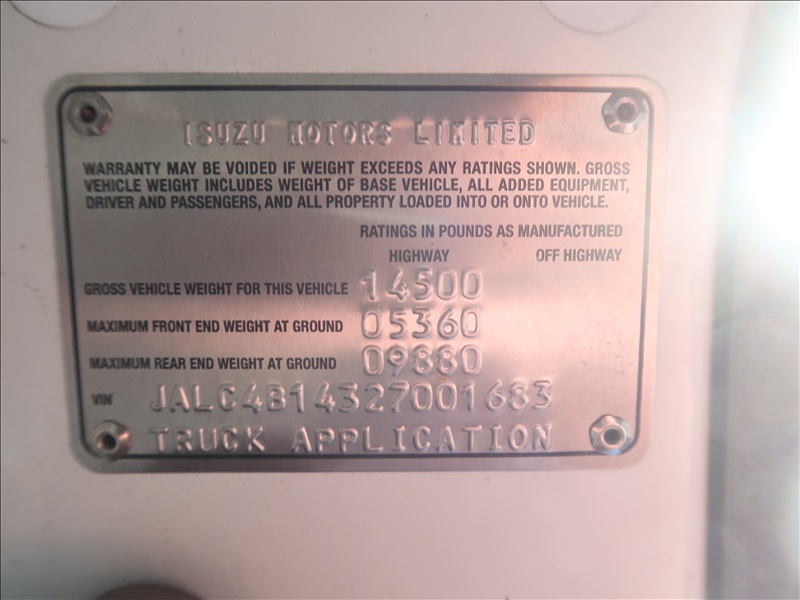 ISUZU MOTORS LIMITED
WARRANTY MAY BE VOIDED IF WEIGHT EXCEEDS ANY RATINGS SHOWN. GROSS
VEHICLE WEIGHT INCLUDES WEIGHT OF BASE VEHICLE, ALL ADDED EQUIPMENT,
DRIVER AND PASSENGERS, AND ALL PROPERTY LOADED INTO OR ONTO VEHICLE.
RATINGS IN POUNDS AS MANUFACTURED
HIGHWAY OFF HIGHWAY
GROSS VEHICLE WEIGHT FOR THIS VEHICLE 14500
MAXIMUM FRONT END WEIGHT AT GROUND 05360
MAXIMUM REAR END WEIGHT AT GROUND 09880
VIN JALC4B14327001683
TRUCK APPLICATION